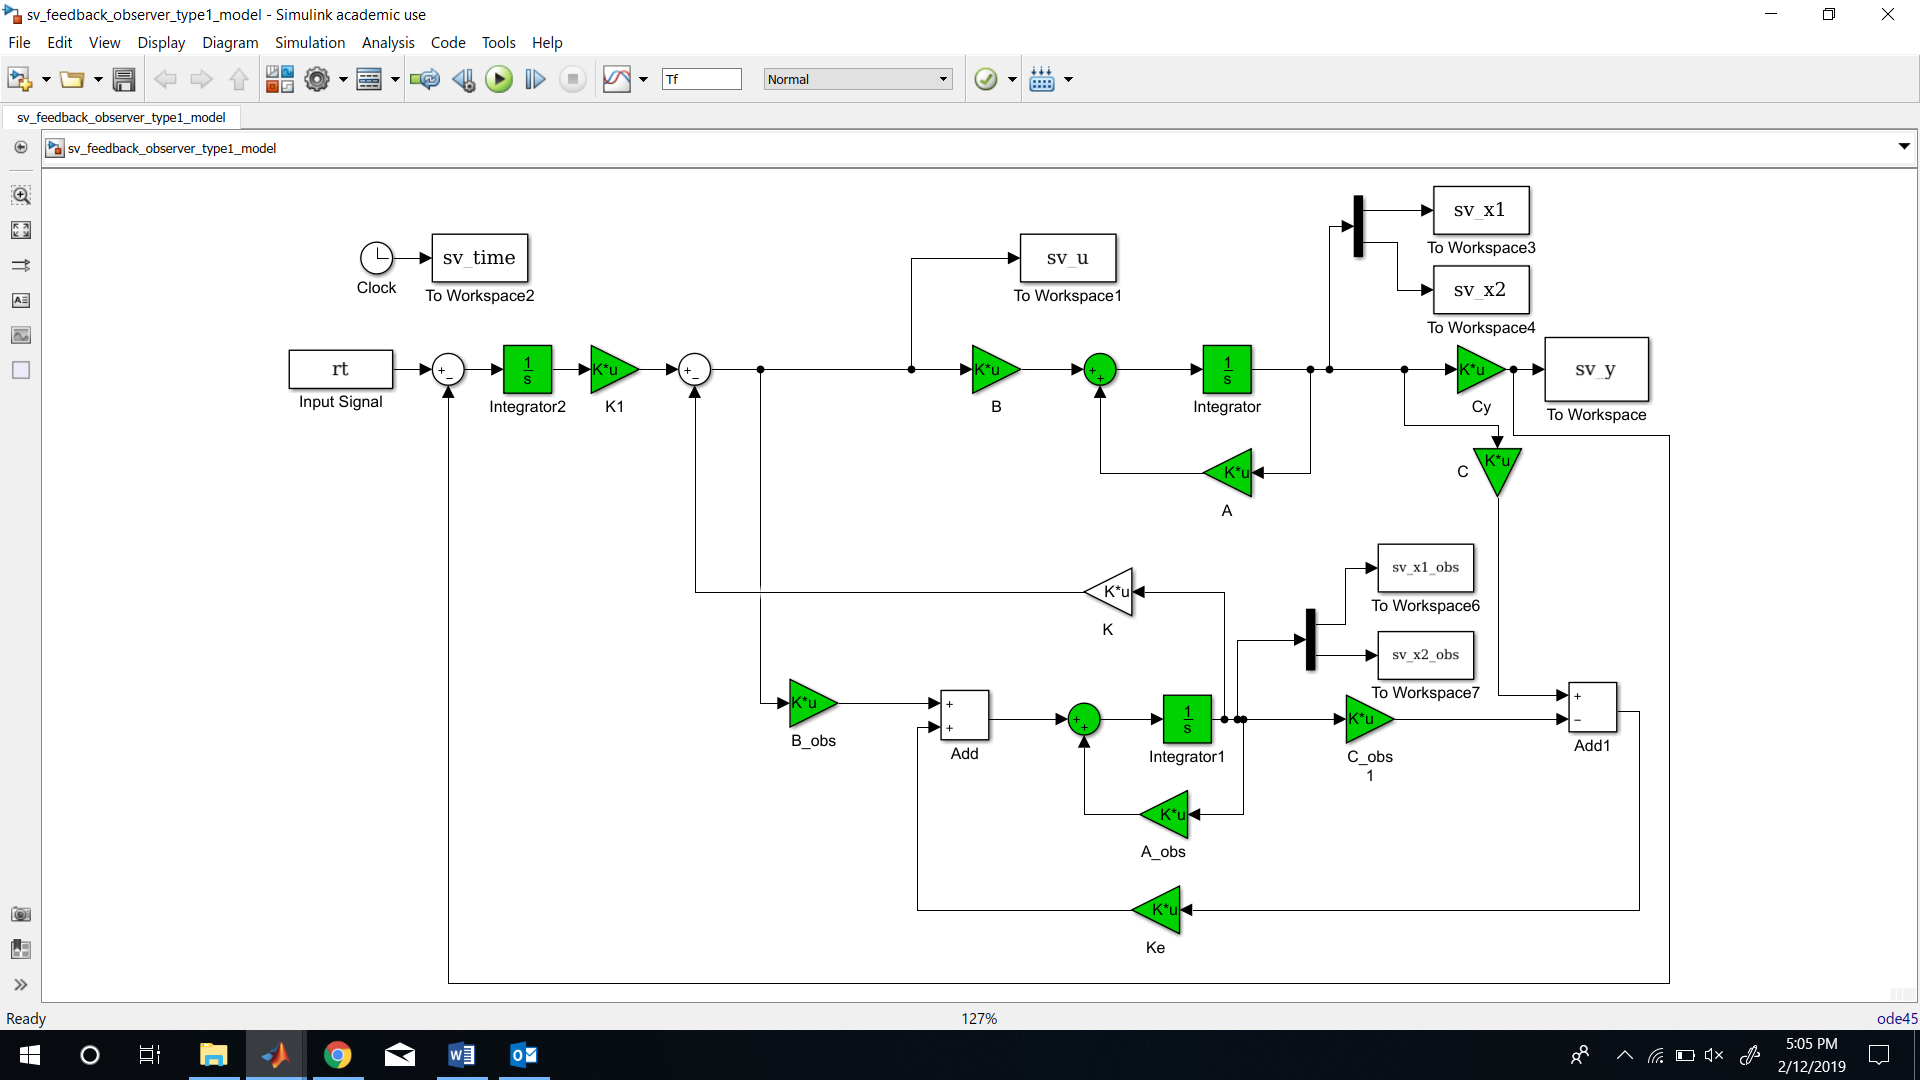 sv_feedback_observer_type1_model - Simulink academic use
File Edit View Display Diagram Simulation Analysis Code Tools Help
Tf
Normal
sv_feedback_observer_type1_model
sv_feedback_observer_type1_model
sv_x1
To Workspace3
sv_time
sv_u
Clock
To Workspace2
To Workspace1
sv_x2
To Workspace4
rt
+
−
1
s
K*u
+
−
K*u
+
+
1
s
K*u
sv_y
Input Signal
Integrator2
K1
B
Integrator
Cy
To Workspace
K*u
C
K*u
A
sv_x1_obs
To Workspace6
K*u
K
sv_x2_obs
To Workspace7
K*u
B_obs
+
+
Add
+
+
1
s
Integrator1
K*u
C_obs
1
+
−
Add1
K*u
A_obs
K*u
Ke
Ready
127%
ode45
5:05 PM
2/12/2019